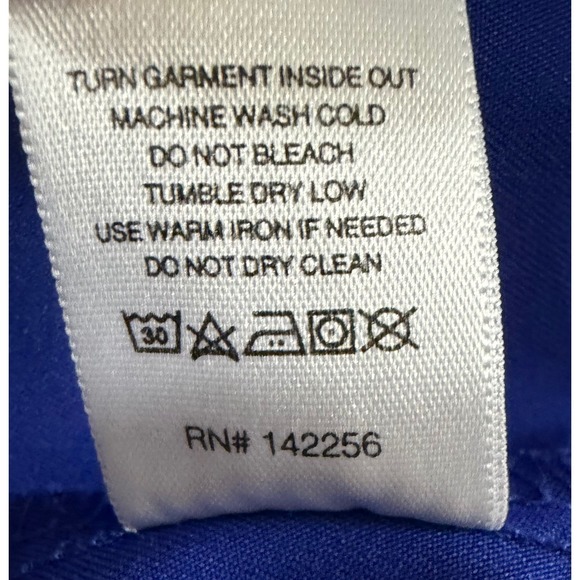 TURN GARMENT INSIDE OUT
MACHINE WASH COLD
DO NOT BLEACH
TUMBLE DRY LOW
USE WARM IRON IF NEEDED
DO NOT DRY CLEAN
30
RN# 142256